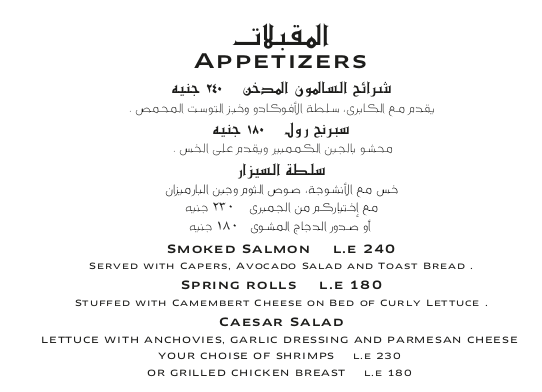 المقبلات
APPETIZERS
شرائح السالمون المدخن ٢٤٠ جنيه
يقدم مع الكابرى، سلطة الأفوكادو وخبز التوست المحمص .
سبرنج رول ١٨٠ جنيه
محشو بالجبن الكممبير ويقدم على الخس .
سلطة السيزار
خس مع الأنشوجة، صوص الثوم وجبن البارميزان
مع إختياركم من الجمبرى ٢٣٠ جنيه
أو صدور الدجاج المشوى ١٨٠ جنيه
SMOKED SALMON L.E 240
SERVED WITH CAPERS, AVOCADO SALAD AND TOAST BREAD .
SPRING ROLLS L.E 180
STUFFED WITH CAMEMBERT CHEESE ON BED OF CURLY LETTUCE .
CAESAR SALAD
LETTUCE WITH ANCHOVIES, GARLIC DRESSING AND PARMESAN CHEESE
YOUR CHOISE OF SHRIMPS L.E 230
OR GRILLED CHICKEN BREAST L.E 180